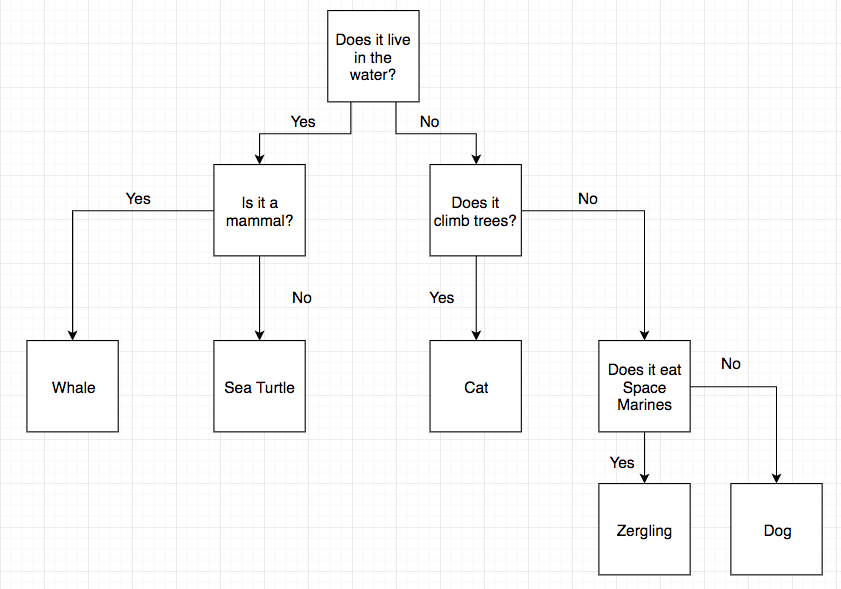 Does it live
in the
water?
Yes
No
Is it a
mammal?
Does it
climb trees?
Yes
No
No
Yes
Whale
Sea Turtle
Cat
Does it eat
Space
Marines
No
Yes
Zergling
Dog